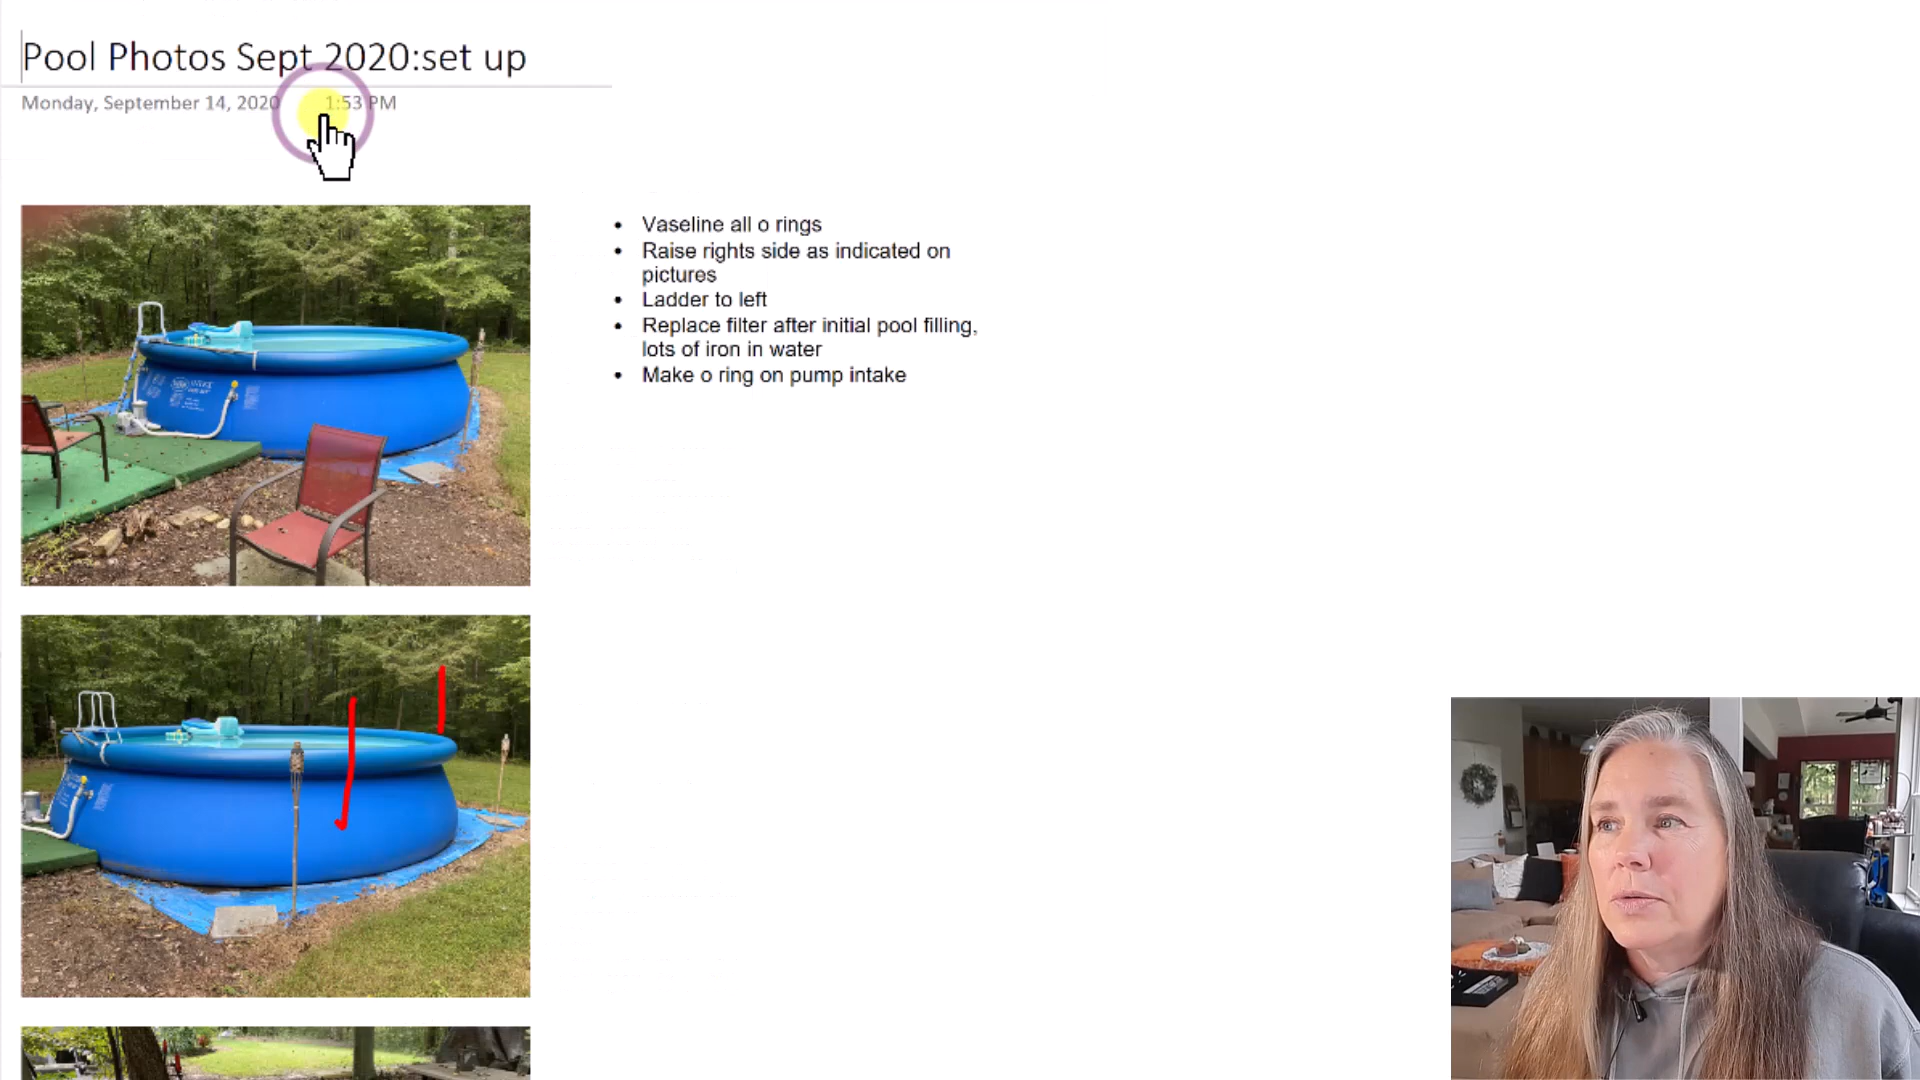 Pool Photos Sept 2020:set up
Monday, September 14, 2020 1:53 PM
• Vaseline all o rings
• Raise rights side as indicated on
pictures
• Ladder to left
• Replace filter after initial pool filling,
lots of iron in water
• Make o ring on pump intake